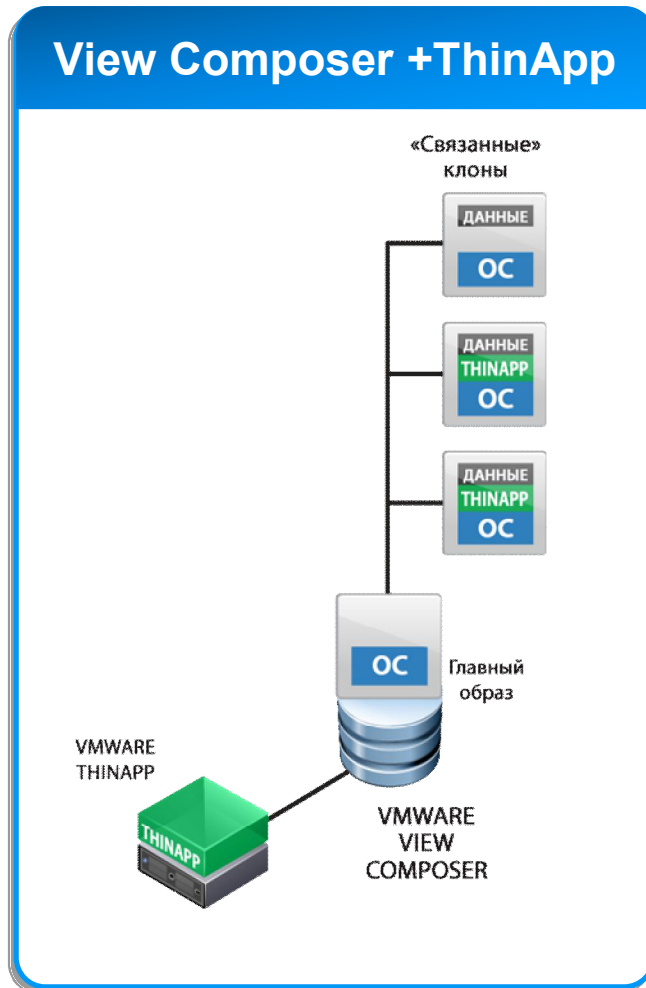 View Composer +ThinApp
«Связанные»
клоны
ДАННЫЕ
ОС
ДАННЫЕ
THINAPP
ОС
ДАННЫЕ
THINAPP
ОС
ОС
Главный
образ
VMWARE
THINAPP
THINAPP
VMWARE
VIEW
COMPOSER